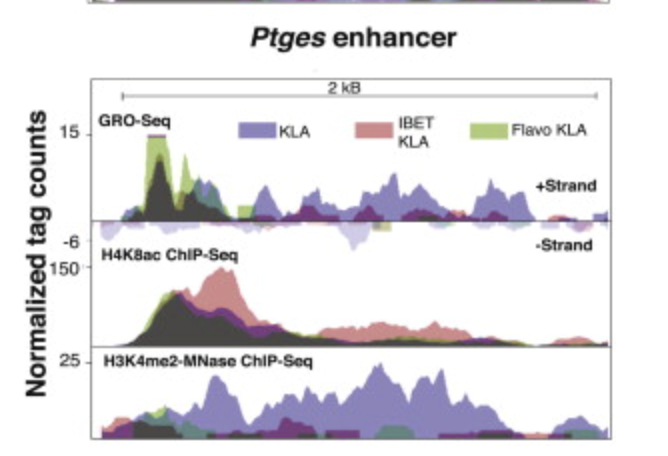 Ptges enhancer
2 kB
GRO-Seq
15
KLA
IBET
KLA
Flavo KLA
+Strand
-6
-Strand
H4K8ac ChIP-Seq
150
25
H3K4me2-MNase ChIP-Seq
Normalized tag counts